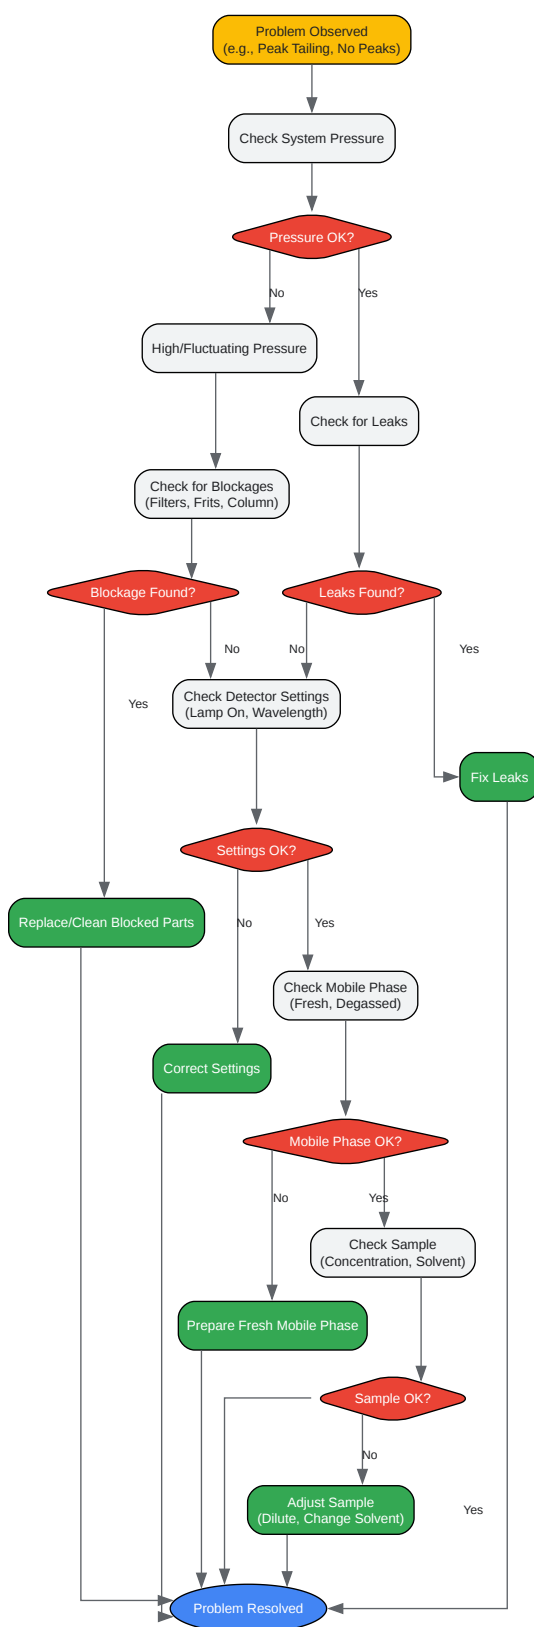 Problem Observed
(e.g., Peak Tailing, No Peaks)
Check System Pressure
Pressure OK?
No
Yes
High/Fluctuating Pressure
Check for Leaks
Check for Blockages
(Filters, Frits, Column)
Blockage Found?
Leaks Found?
No
No
Yes
Check Detector Settings
(Lamp On, Wavelength)
Yes
Fix Leaks
Settings OK?
Replace/Clean Blocked Parts
No
Yes
Check Mobile Phase
(Fresh, Degassed)
Correct Settings
Mobile Phase OK?
No
Yes
Check Sample
(Concentration, Solvent)
Prepare Fresh Mobile Phase
Sample OK?
No
Adjust Sample
(Dilute, Change Solvent)
Yes
Problem Resolved